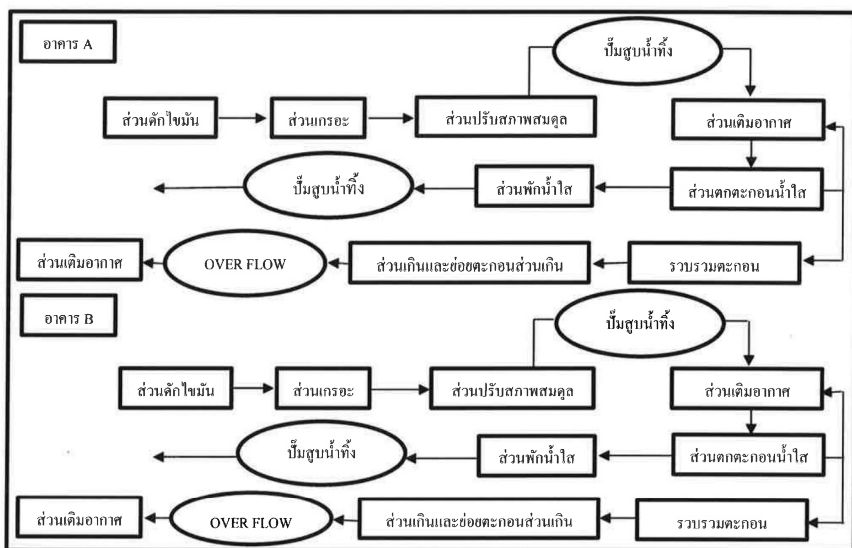 อาคาร A
ปั๊มสูบน้ำทิ้ง
ส่วนดักไขมัน
ส่วนเกรอะ
ส่วนปรับสภาพสมดุล
ส่วนเติมอากาศ
ปั๊มสูบน้ำทิ้ง
ส่วนพักน้ำใส
ส่วนตกตะกอนน้ำใส
ส่วนเติมอากาศ
OVER FLOW
ส่วนเกินและย่อยตะกอนส่วนเกิน
รวบรวมตะกอน
อาคาร B
ปั๊มสูบน้ำทิ้ง
ส่วนดักไขมัน
ส่วนเกรอะ
ส่วนปรับสภาพสมดุล
ส่วนเติมอากาศ
ปั๊มสูบน้ำทิ้ง
ส่วนพักน้ำใส
ส่วนตกตะกอนน้ำใส
ส่วนเติมอากาศ
OVER FLOW
ส่วนเกินและย่อยตะกอนส่วนเกิน
รวบรวมตะกอน